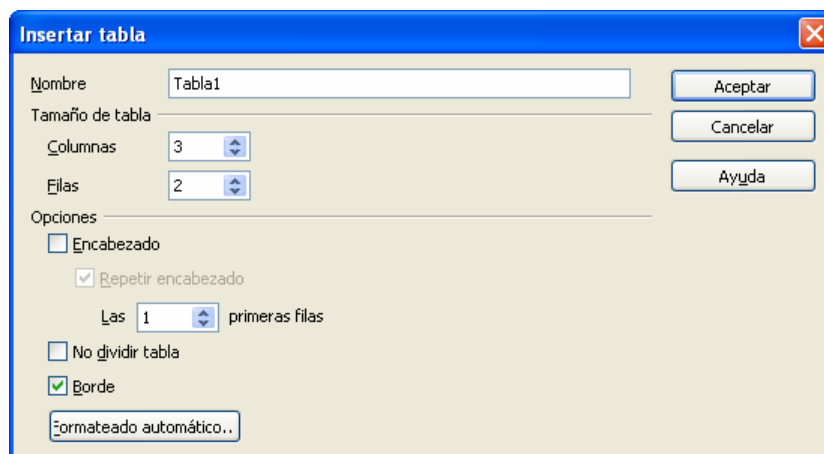 Insertar tabla
Nombre Tabla1 Aceptar
Tamaño de tabla
Cancelar
Columnas 3
Filas 2 Ayuda
Opciones
Encabezado
Repetir encabezado
Las 1 primeras filas
No dividir tabla
Borde
Formateado automático..